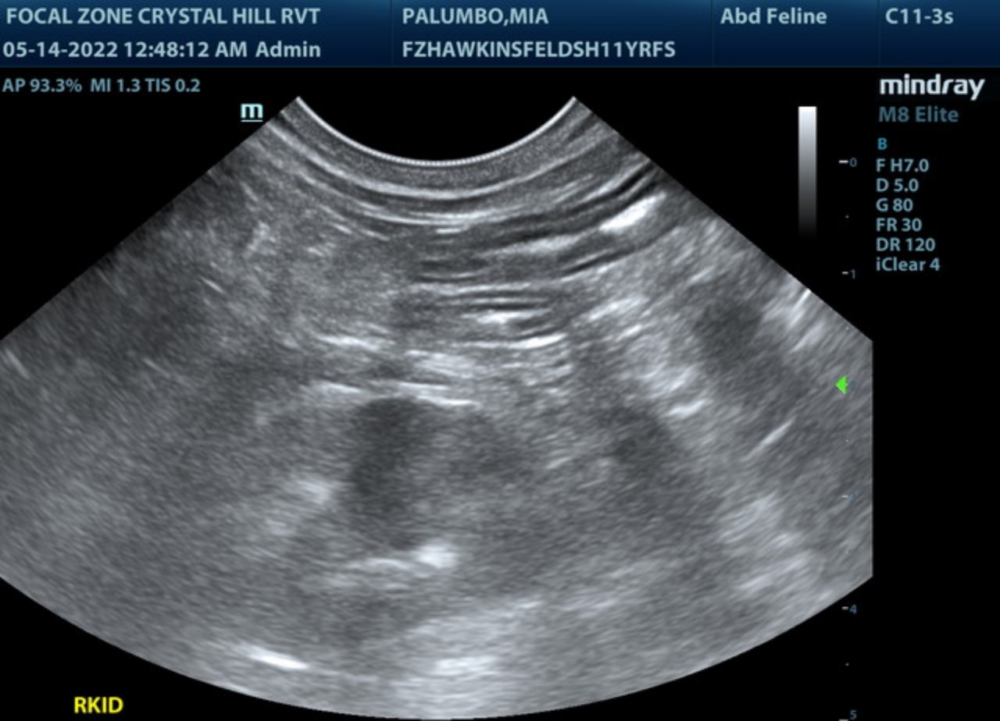 FOCAL ZONE CRYSTAL HILL RVT PALUMBO,MIA Abd Feline C11-3s
05-14-2022 12:48:12 AM Admin FZHAWKINSFELDSH11YRFS
AP 93.3% MI 1.3 TIS 0.2
m
mindray
M8 Elite
B
F H7.0
D 5.0
G 80
FR 30
DR 120
iClear 4
0
1
4
5
RKID